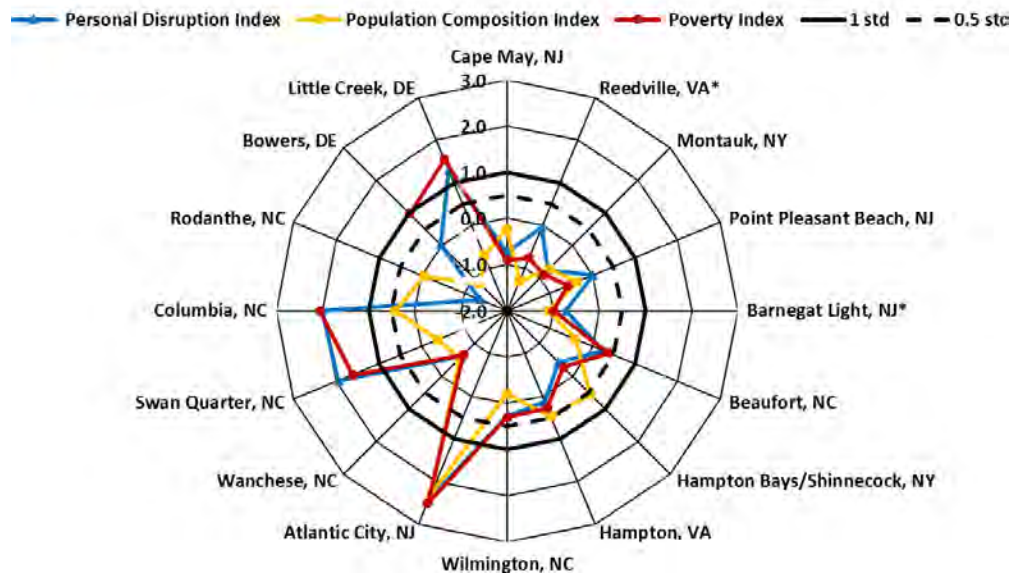 Personal Disruption Index Population Composition Index Poverty Index 1 std 0.5 std
Cape May, NJ
Little Creek, DE 3.0 Reedville, VA*
Bowers, DE 2.0 Montauk, NY
1.0
Rodanthe, NC 0.0 Point Pleasant Beach, NJ
-1.0
Columbia, NC -2.0 Barnegat Light, NJ*
Swan Quarter, NC Beaufort, NC
Wanchese, NC Hampton Bays/Shinnecock, NY
Atlantic City, NJ Hampton, VA
Wilmington, NC